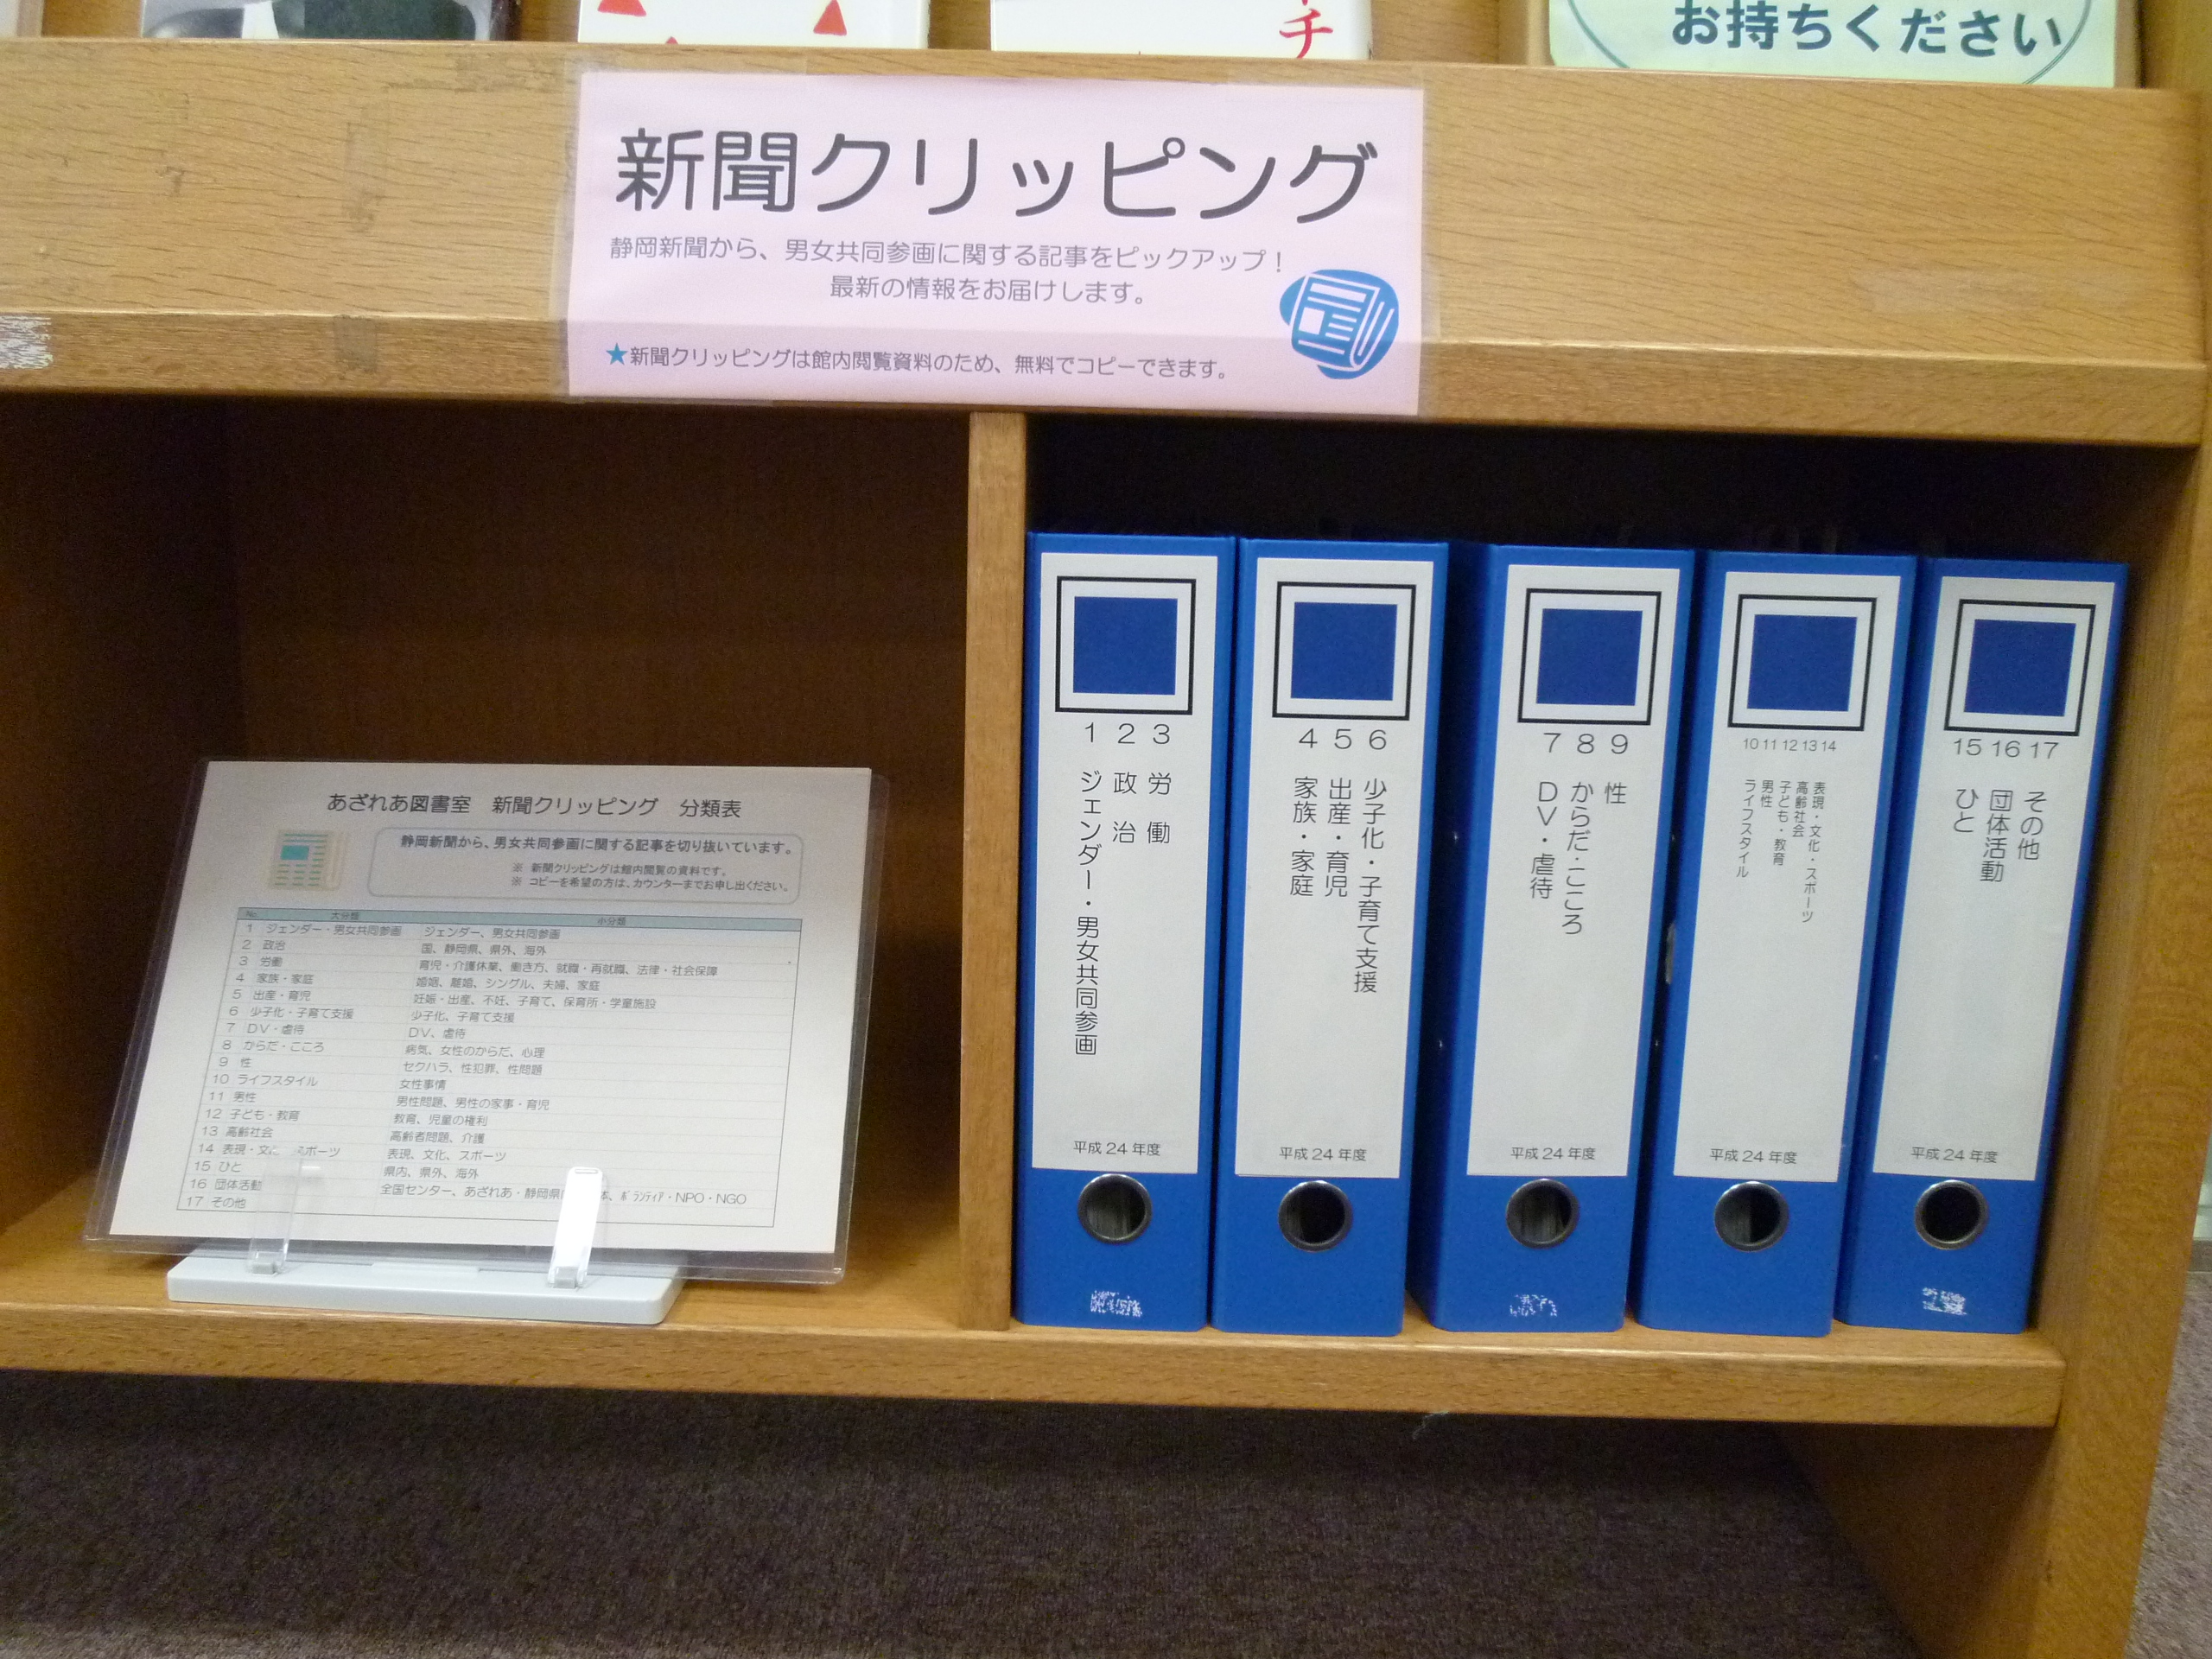 チ
お持ちください
新聞クリッピング
静岡新聞から、男女共同参画に関する記事をピックアップ！
最新の情報をお届けします。
★新聞クリッピングは館内閲覧資料のため、無料でコピーできます。
あざれあ図書室　新聞クリッピング　分類表
静岡新聞から、男女共同参画に関する記事を切り抜いています。
※ 新聞クリッピングは館内閲覧の資料です。
※ コピーを希望の方は、カウンターまでお申し出ください。
No. 大分類 小分類
1 ジェンダー・男女共同参画 ジェンダー、男女共同参画
2 政治 国、静岡県、県外、海外
3 労働 育児・介護休業、働き方、就職・再就職、法律・社会保障
4 家族・家庭 婚姻、離婚、シングル、夫婦、家庭
5 出産・育児 妊娠・出産、不妊、子育て、保育所・学童施設
6 少子化・子育て支援 少子化、子育て支援
7 DV・虐待 DV、虐待
8 からだ・こころ 病気、女性のからだ、心理
9 性 セクハラ、性犯罪、性問題
10 ライフスタイル 女性事情
11 男性 男性問題、男性の家事・育児
12 子ども・教育 教育、児童の権利
13 高齢社会 高齢者問題、介護
14 表現・文 スポーツ 表現、文化、スポーツ
15 ひと 県内、県外、海外
16 団体活動 全国センター、あざれあ・静岡県 体、ボランティア・NPO・NGO
17 その他
1 2 3
ジェンダー・男女共同参画
政治
労働
平成24年度
4 5 6
家族・家庭
出産・育児
少子化・子育て支援
平成24年度
7 8 9
DV・虐待
からだ・こころ
性
平成24年度
10 11 12 13 14
ライフスタイル
男性
子ども・教育
高齢社会
表現・文化・スポーツ
平成24年度
15 16 17
ひと
団体活動
その他
平成24年度